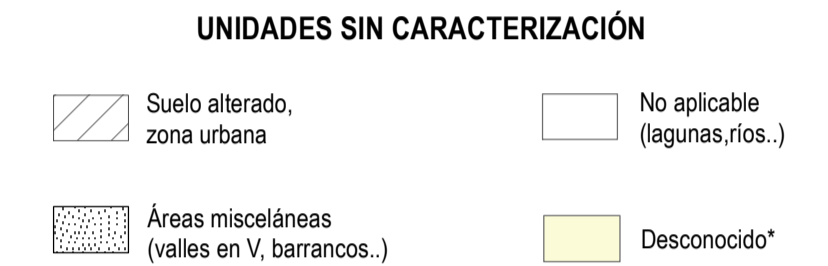 UNIDADES SIN CARACTERIZACIÓN
Suelo alterado,
zona urbana
No aplicable
(lagunas,ríos..)
Áreas misceláneas
(valles en V, barrancos..)
Desconocido*